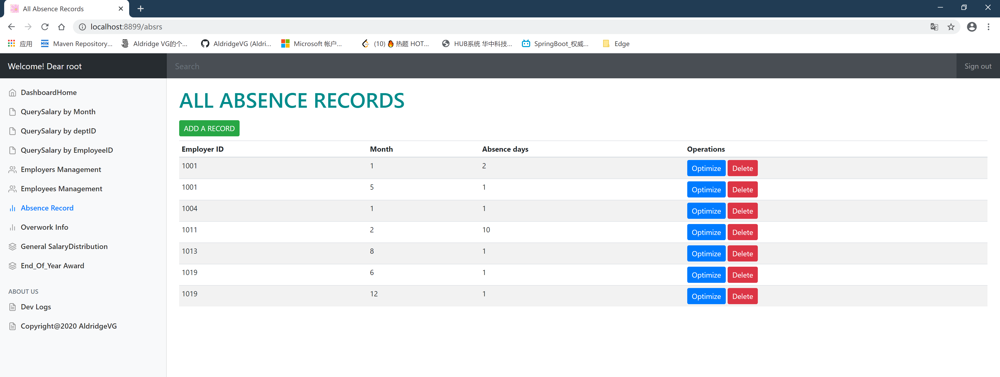 All Absence Records
localhost:8899/absrs
应用 Maven Repository... Aldridge VG的个... AldridgeVG (Aldri... Microsoft 帐户... (10) 🔥 热题 HOT... HUB系统 华中科技... SpringBoot_权威... Edge
Welcome! Dear root Search Sign out
DashboardHome
QuerySalary by Month
QuerySalary by deptID
QuerySalary by EmployeeID
Employers Management
Employees Management
Absence Record
Overwork Info
General SalaryDistribution
End_Of_Year Award
ABOUT US
Dev Logs
Copyright@2020 AldridgeVG
ALL ABSENCE RECORDS
ADD A RECORD
Employer ID Month Absence days Operations
1001 1 2 Optimize Delete
1001 5 1 Optimize Delete
1004 1 1 Optimize Delete
1011 2 10 Optimize Delete
1013 8 1 Optimize Delete
1019 6 1 Optimize Delete
1019 12 1 Optimize Delete